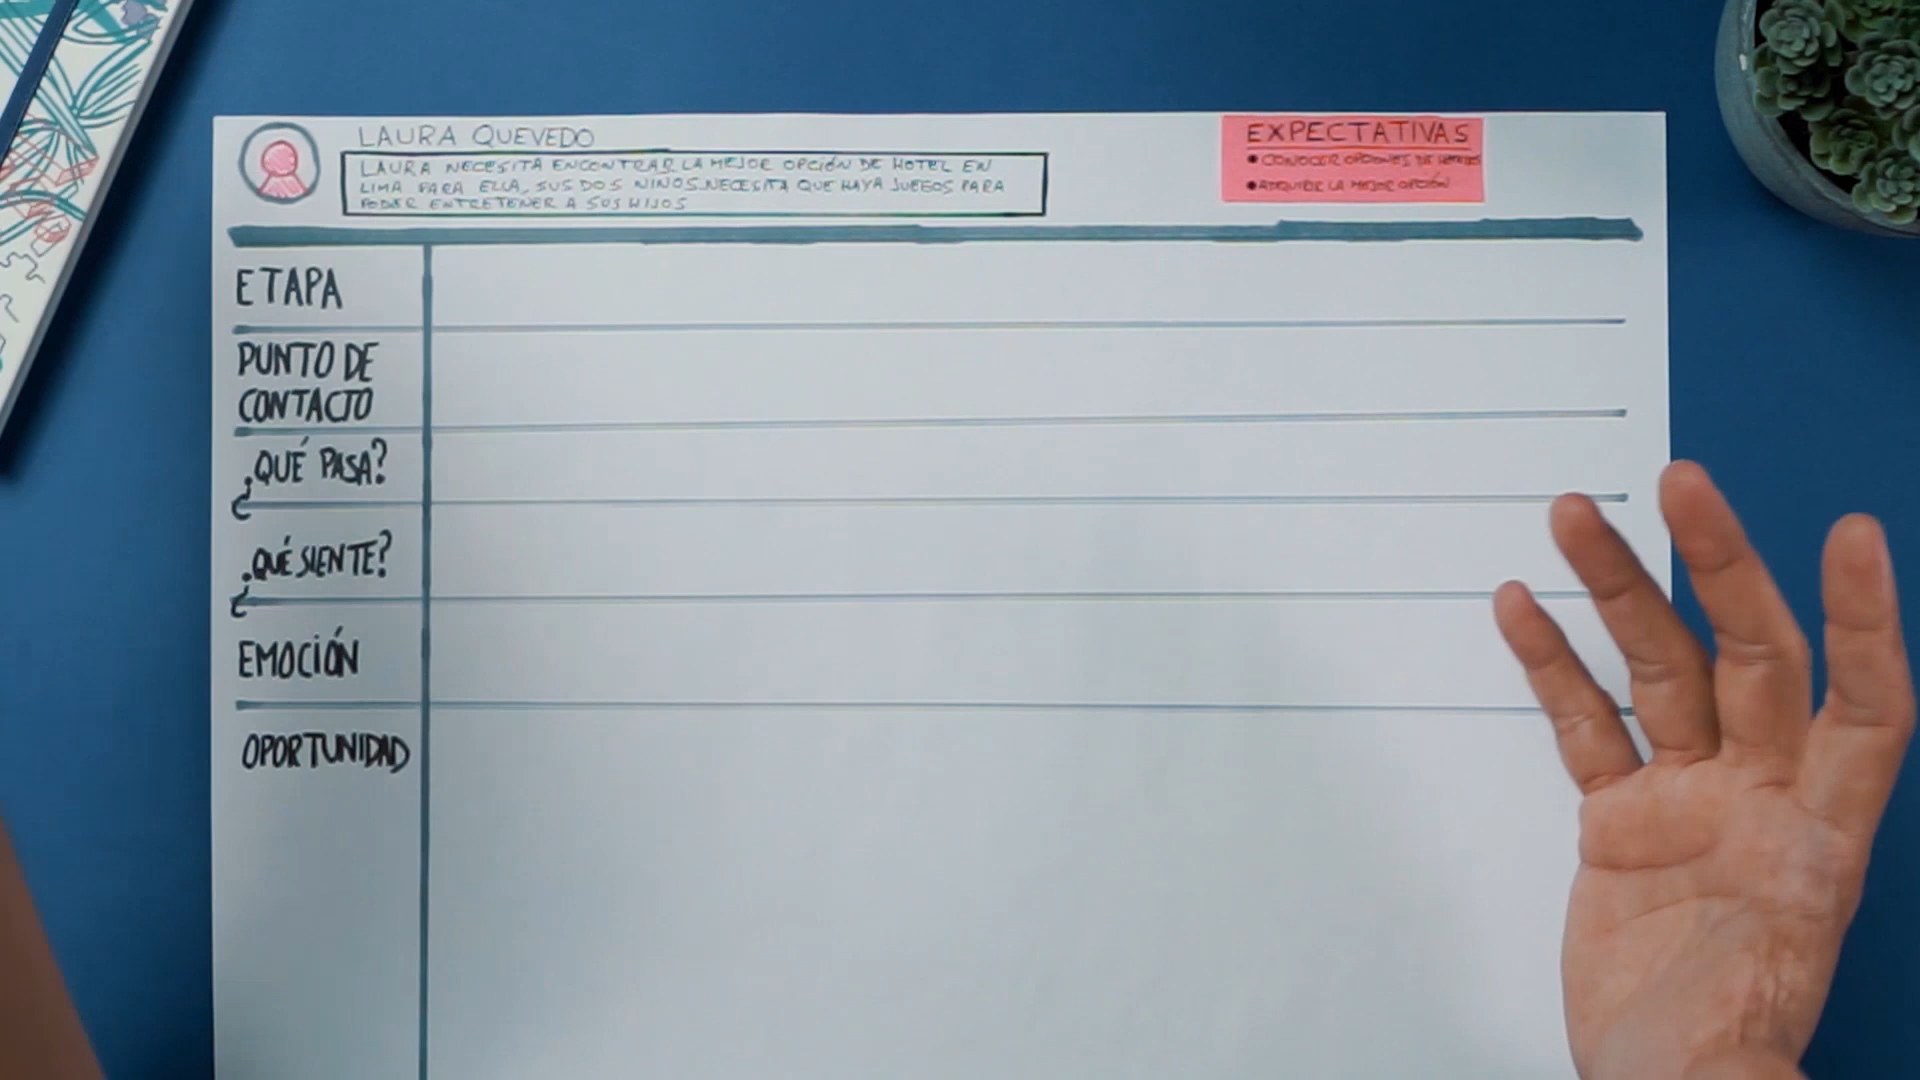 LAURA QUEVEDO
LAURA NECESITA ENCONTRAR LA MEJOR OPCIÓN DE HOTEL EN
LIMA PARA ELLA, SUS DOS NIÑOS.NECESITA QUE HAYA JUEGOS PARA
PODER ENTRETENER A SUS HIJOS
EXPECTATIVAS
• CONOCER OPCIONES DE HOTELES
• ADQUIRIR LA MEJOR OPCIÓN
ETAPA
PUNTO DE
CONTACTO
¿QUÉ PASA?
¿QUÉ SIENTE?
EMOCIÓN
OPORTUNIDAD